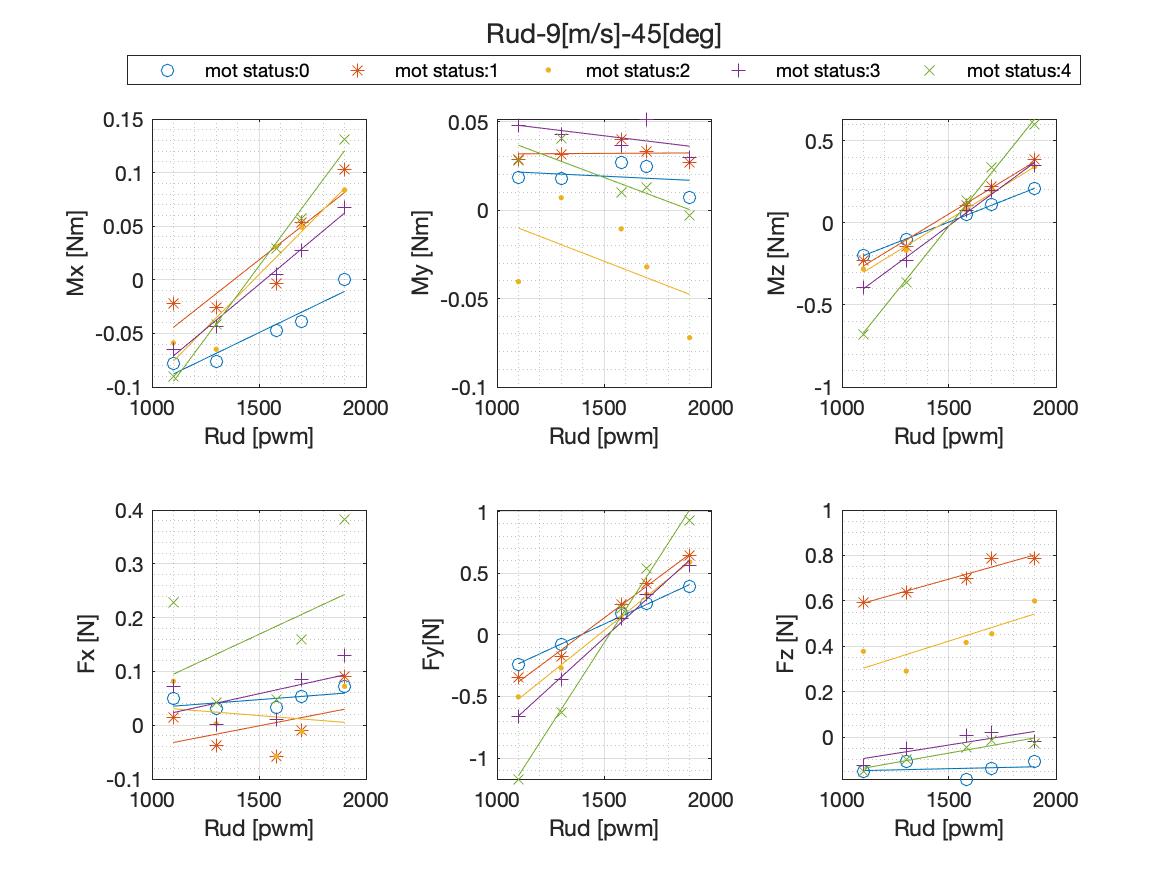 Rud-9[m/s]-45[deg]
mot status:0 mot status:1 mot status:2 mot status:3 mot status:4
0.15
0.1
0.05
0
-0.05
-0.1
Mx [Nm]
1000 1500 2000
Rud [pwm]
0.05
0
-0.05
-0.1
My [Nm]
1000 1500 2000
Rud [pwm]
0.5
0
-0.5
-1
Mz [Nm]
1000 1500 2000
Rud [pwm]
0.4
0.3
0.2
0.1
0
-0.1
Fx [N]
1000 1500 2000
Rud [pwm]
1
0.5
0
-0.5
-1
Fy[N]
1000 1500 2000
Rud [pwm]
1
0.8
0.6
0.4
0.2
0
Fz [N]
1000 1500 2000
Rud [pwm]